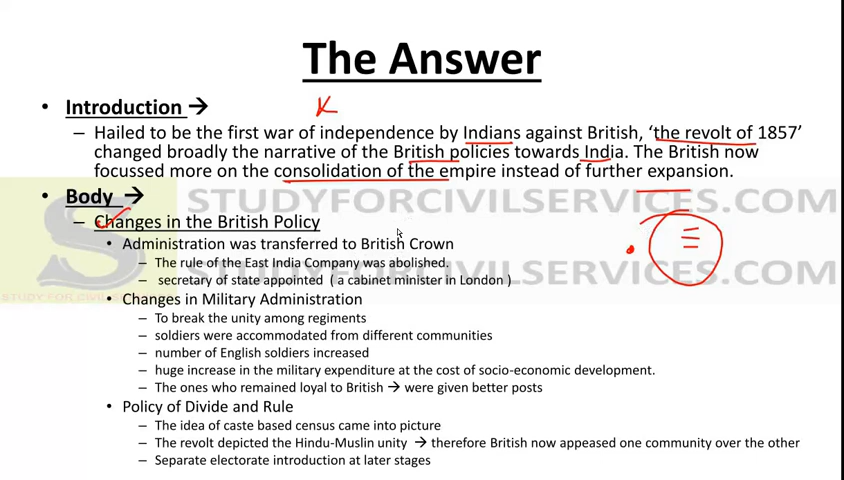 The Answer
• Introduction →
– Hailed to be the first war of independence by Indians against British, ‘the revolt of 1857’
changed broadly the narrative of the British policies towards India. The British now
focussed more on the consolidation of the empire instead of further expansion.
• Body →
STUDYFORCIVILSERVICES.COM
– Changes in the British Policy
• Administration was transferred to British Crown
– The rule of the East India Company was abolished.
– secretary of state appointed ( a cabinet minister in London )
STUDYFORCIVILSERVICES.COM
S
STUDY FOR CIVIL SERVICES
• Changes in Military Administration
– To break the unity among regiments
– soldiers were accommodated from different communities
– number of English soldiers increased
– huge increase in the military expenditure at the cost of socio-economic development.
– The ones who remained loyal to British → were given better posts
• Policy of Divide and Rule
– The idea of caste based census came into picture
– The revolt depicted the Hindu-Muslin unity → therefore British now appeased one community over the other
– Separate electorate introduction at later stages